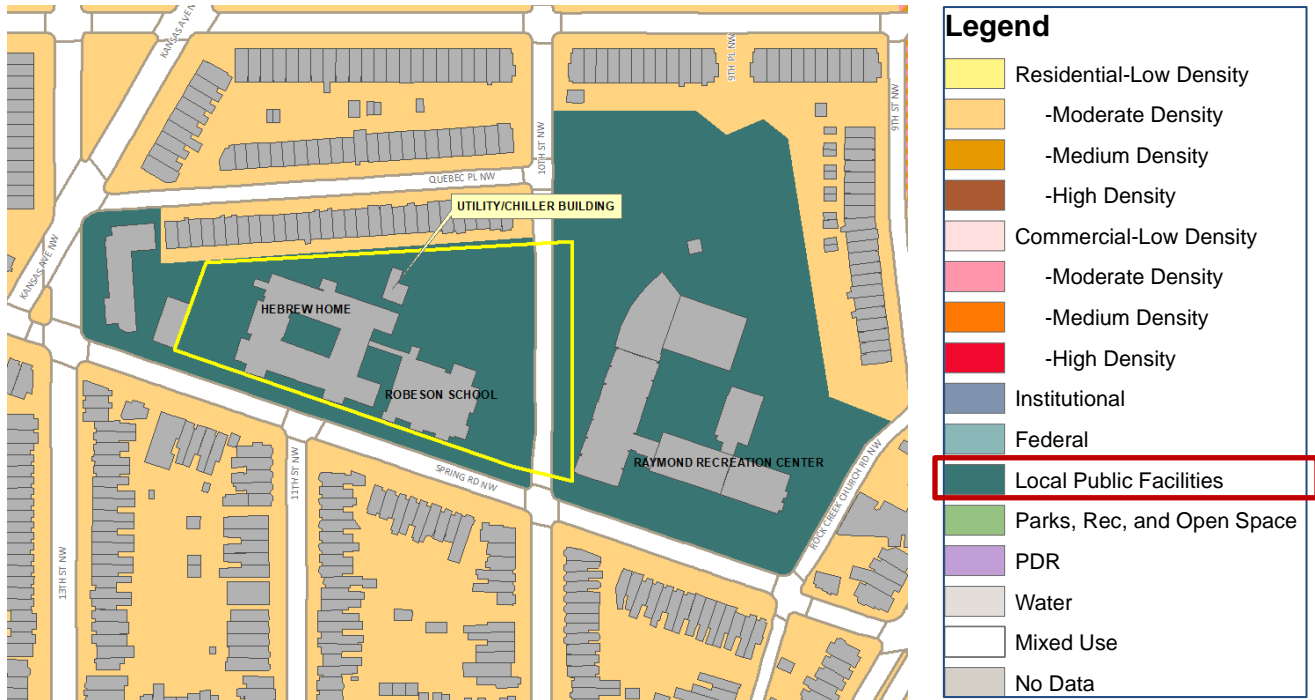 KANSAS AVE NW
9TH PL NW
9TH ST NW
10TH ST NW
QUEBEC PL NW
UTILITY/CHILLER BUILDING
KANSAS AVE NW
HEBREW HOME
ROBESON SCHOOL
RAYMOND RECREATION CENTER
SPRING RD NW
11TH ST NW
13TH ST NW
ROCK CREEK CHURCH RD NW
Legend
Residential-Low Density
-Moderate Density
-Medium Density
-High Density
Commercial-Low Density
-Moderate Density
-Medium Density
-High Density
Institutional
Federal
Local Public Facilities
Parks, Rec, and Open Space
PDR
Water
Mixed Use
No Data